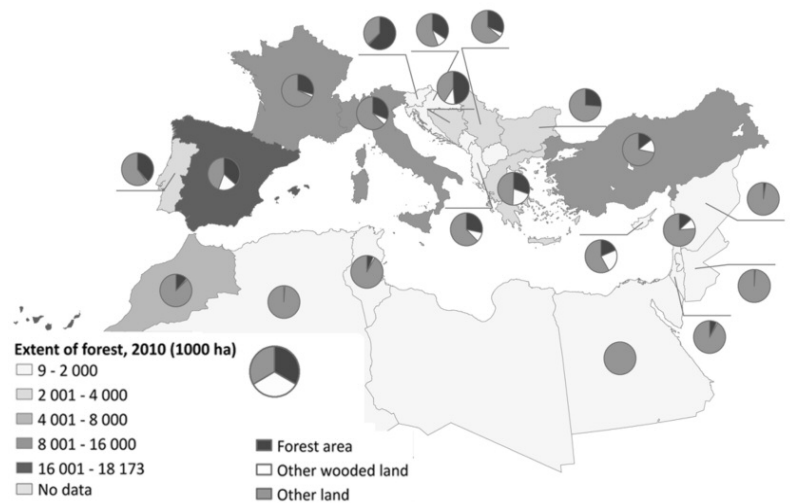 Extent of forest, 2010 (1000 ha)
9 - 2 000
2 001 - 4 000
4 001 - 8 000
8 001 - 16 000
16 001 - 18 173
No data
Forest area
Other wooded land
Other land